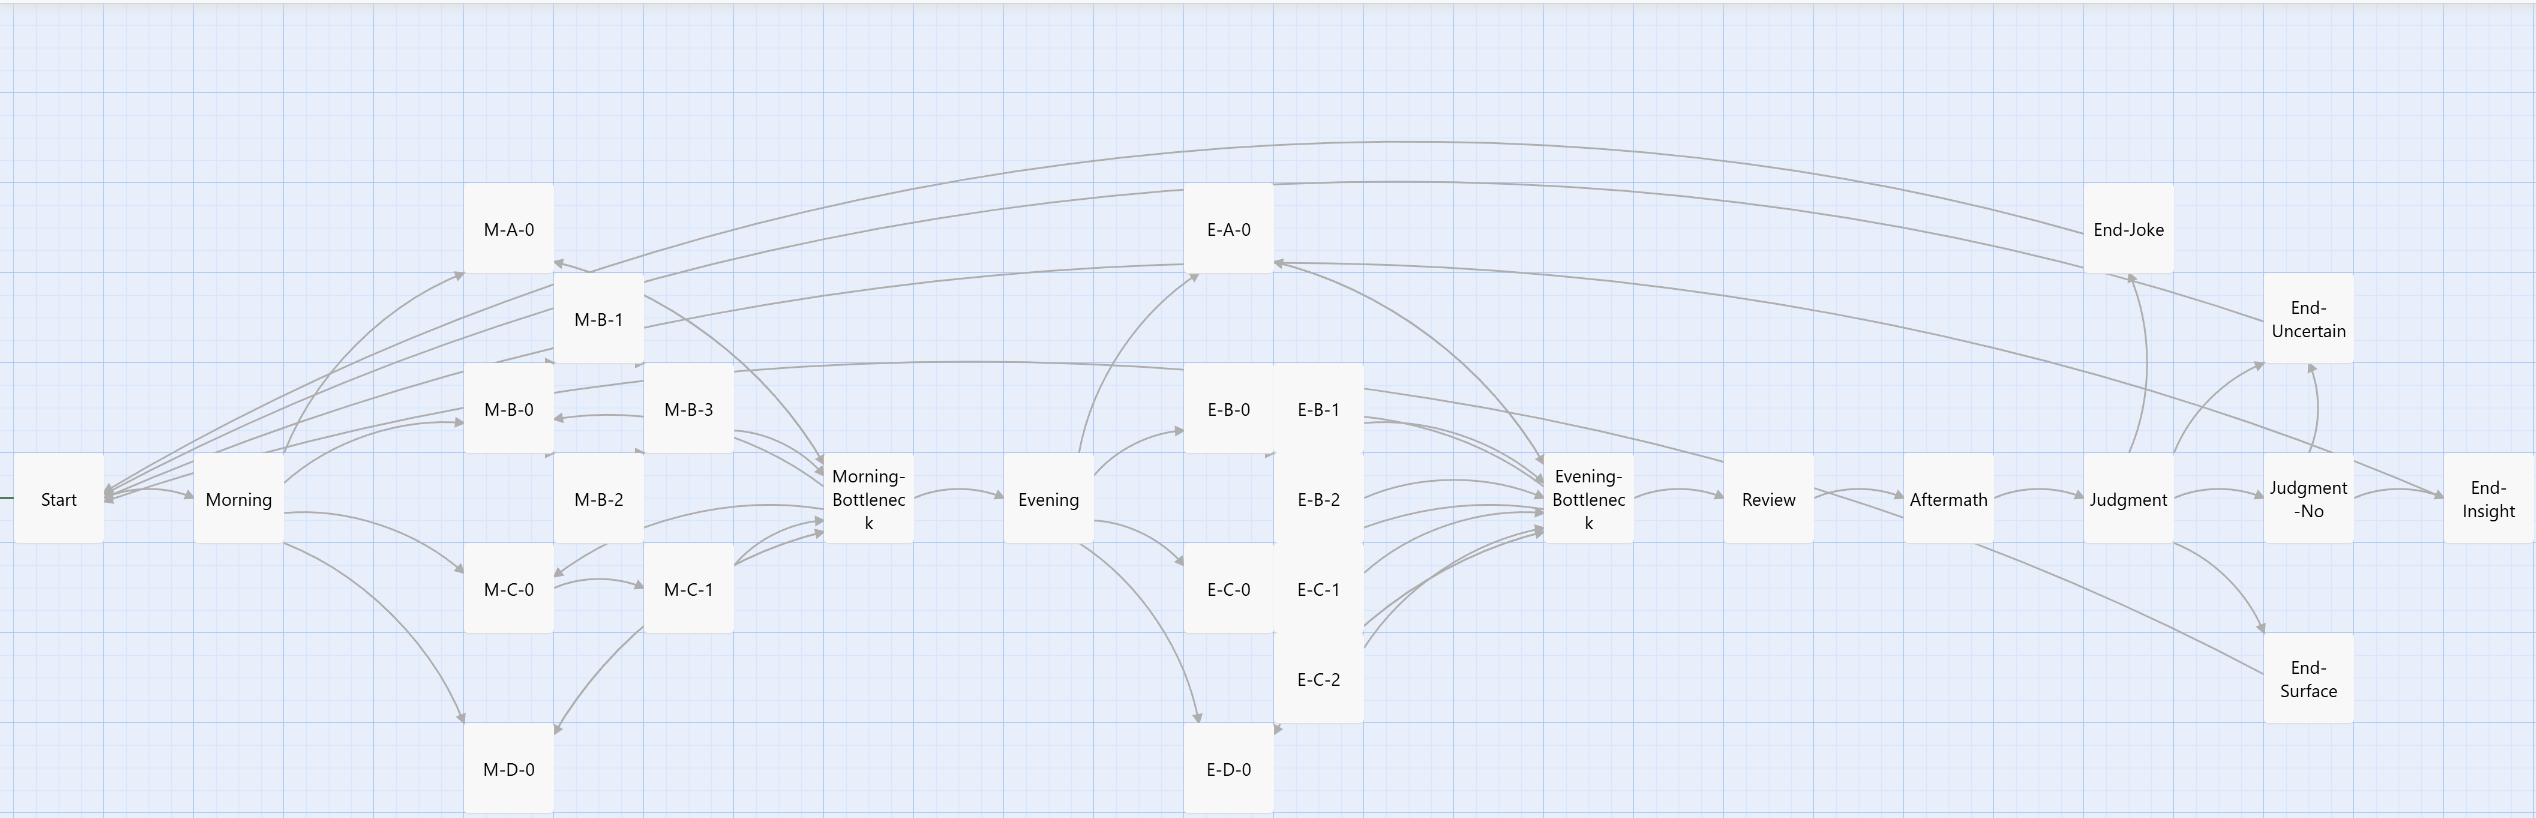 M-A-0
E-A-0
End-Joke
M-B-1
End-
Uncertain
M-B-0
M-B-3
E-B-0
E-B-1
Start
Morning
M-B-2
Morning-
Bottlenec
k
Evening
E-B-2
Evening-
Bottlenec
k
Review
Aftermath
Judgment
Judgment
-No
End-
Insight
M-C-0
M-C-1
E-C-0
E-C-1
E-C-2
End-
Surface
M-D-0
E-D-0